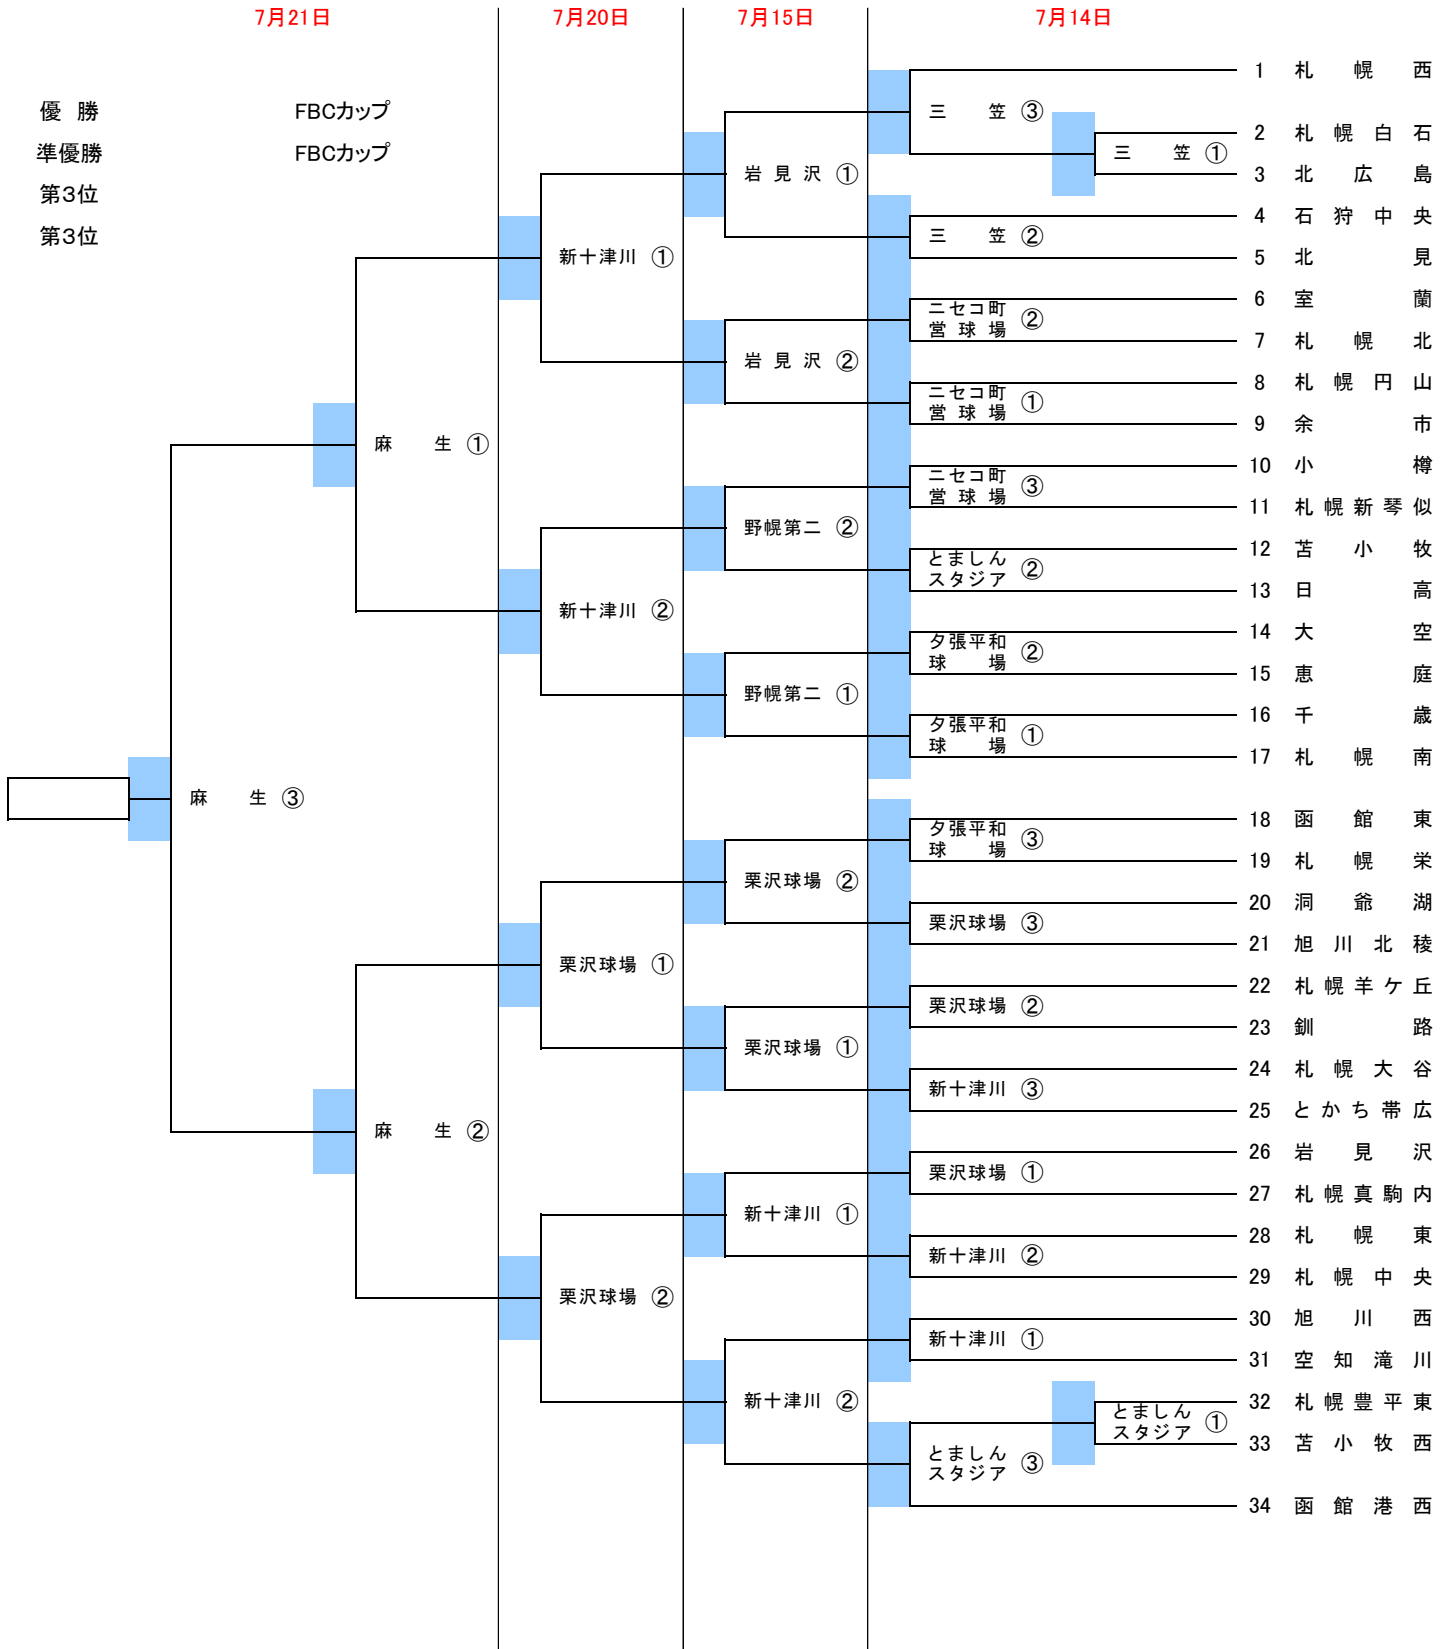 7月21日 7月20日 7月15日 7月14日
優 勝 FBCカップ
準優勝 FBCカップ
第3位
第3位
1 札幌西
2 札幌白石
3 北広島
4 石狩中央
5 北見
6 室蘭
7 札幌北
8 札幌円山
9 余市
10 小樽
11 札幌新琴似
12 苫小牧
13 日高
14 大空
15 恵庭
16 千歳
17 札幌南
18 函館東
19 札幌栄
20 洞爺湖
21 旭川北稜
22 札幌羊ケ丘
23 釧路
24 札幌大谷
25 とかち帯広
26 岩見沢
27 札幌真駒内
28 札幌東
29 札幌中央
30 旭川西
31 空知滝川
32 札幌豊平東
33 苫小牧西
34 函館港西
三笠 ①
とましん
スタジア ①
三笠 ③
三笠 ②
ニセコ町
営球場 ②
ニセコ町
営球場 ①
ニセコ町
営球場 ③
とましん
スタジア ②
夕張平和
球場 ②
夕張平和
球場 ①
夕張平和
球場 ③
栗沢球場 ③
栗沢球場 ②
新十津川 ③
栗沢球場 ①
新十津川 ②
新十津川 ①
とましん
スタジア ③
岩見沢 ①
岩見沢 ②
野幌第二 ②
野幌第二 ①
栗沢球場 ②
栗沢球場 ①
新十津川 ①
新十津川 ②
新十津川 ①
新十津川 ②
栗沢球場 ①
栗沢球場 ②
麻生 ①
麻生 ②
麻生 ③